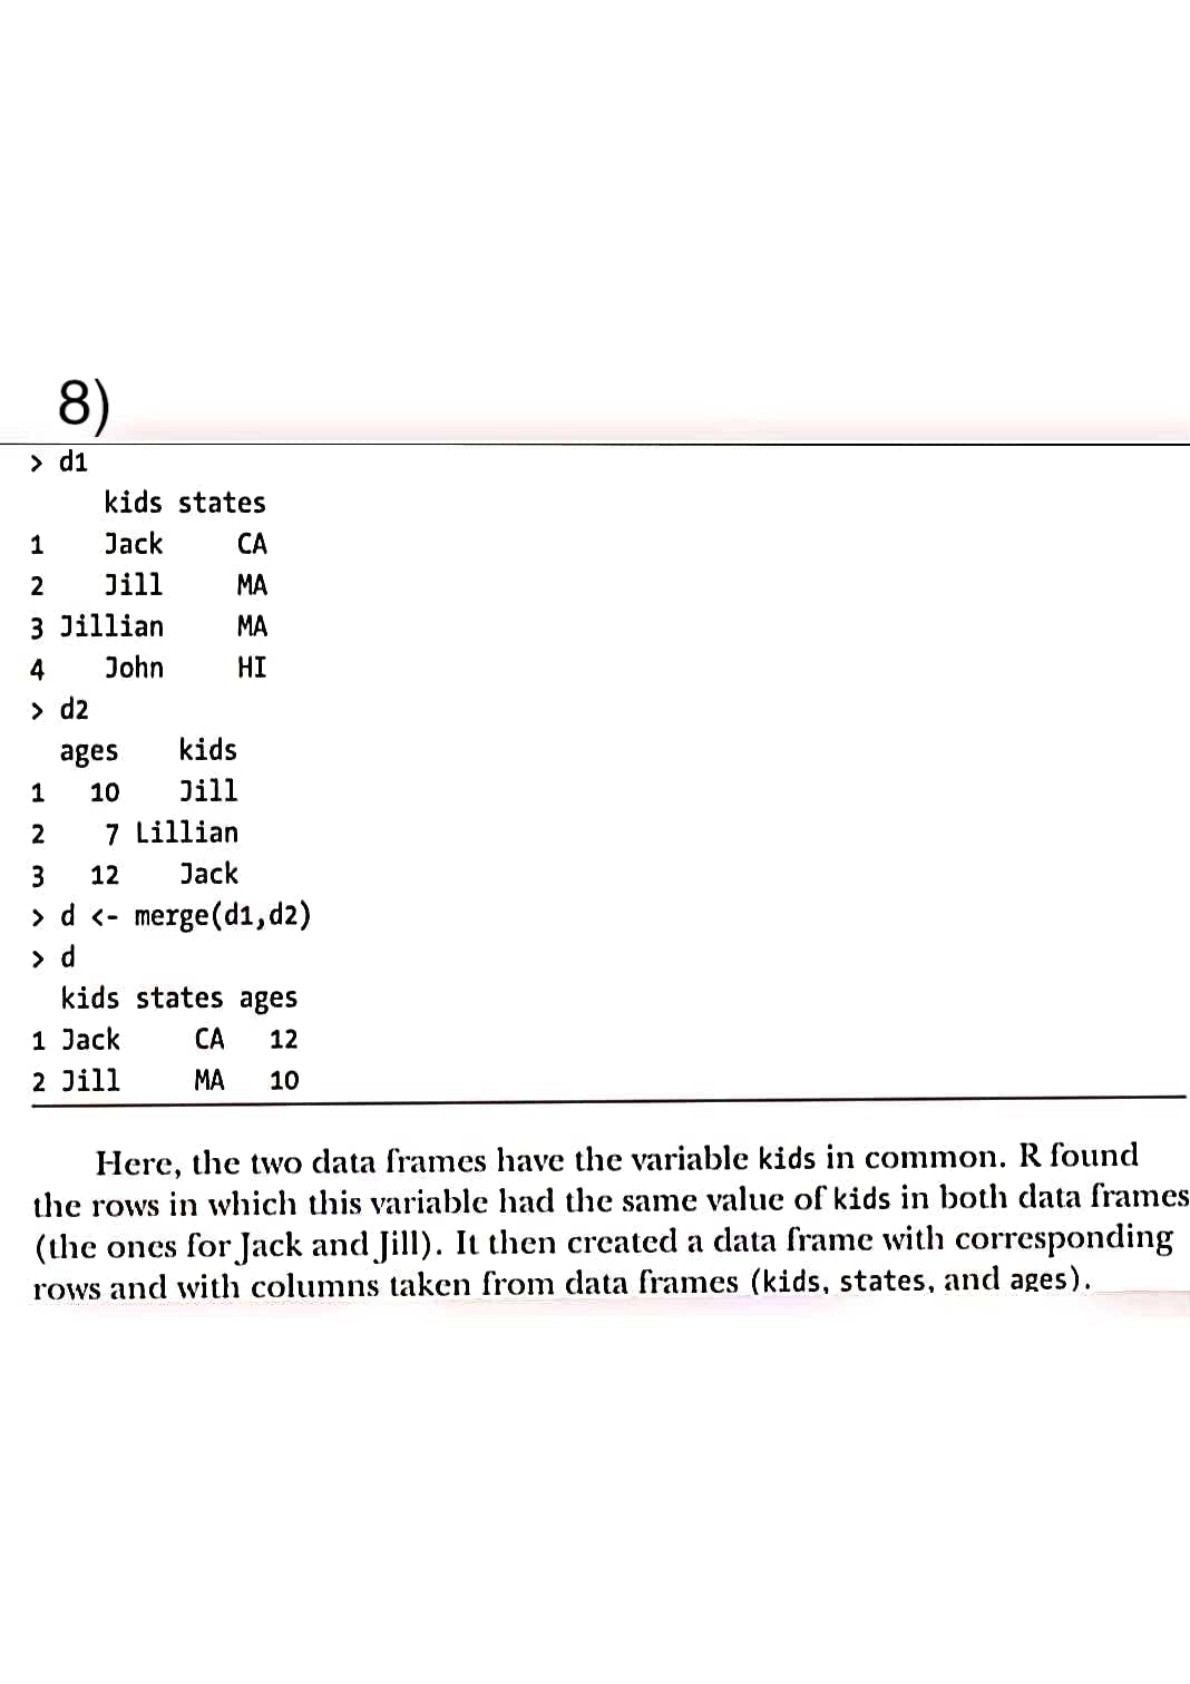 8)
> d1
kids states
1 Jack CA
2 Jill MA
3 Jillian MA
4 John HI
> d2
ages kids
1 10 Jill
2 7 Lillian
3 12 Jack
> d <- merge(d1,d2)
> d
kids states ages
1 Jack CA 12
2 Jill MA 10
Here, the two data frames have the variable kids in common. R found
the rows in which this variable had the same value of kids in both data frames
(the ones for Jack and Jill). It then created a data frame with corresponding
rows and with columns taken from data frames (kids, states, and ages).